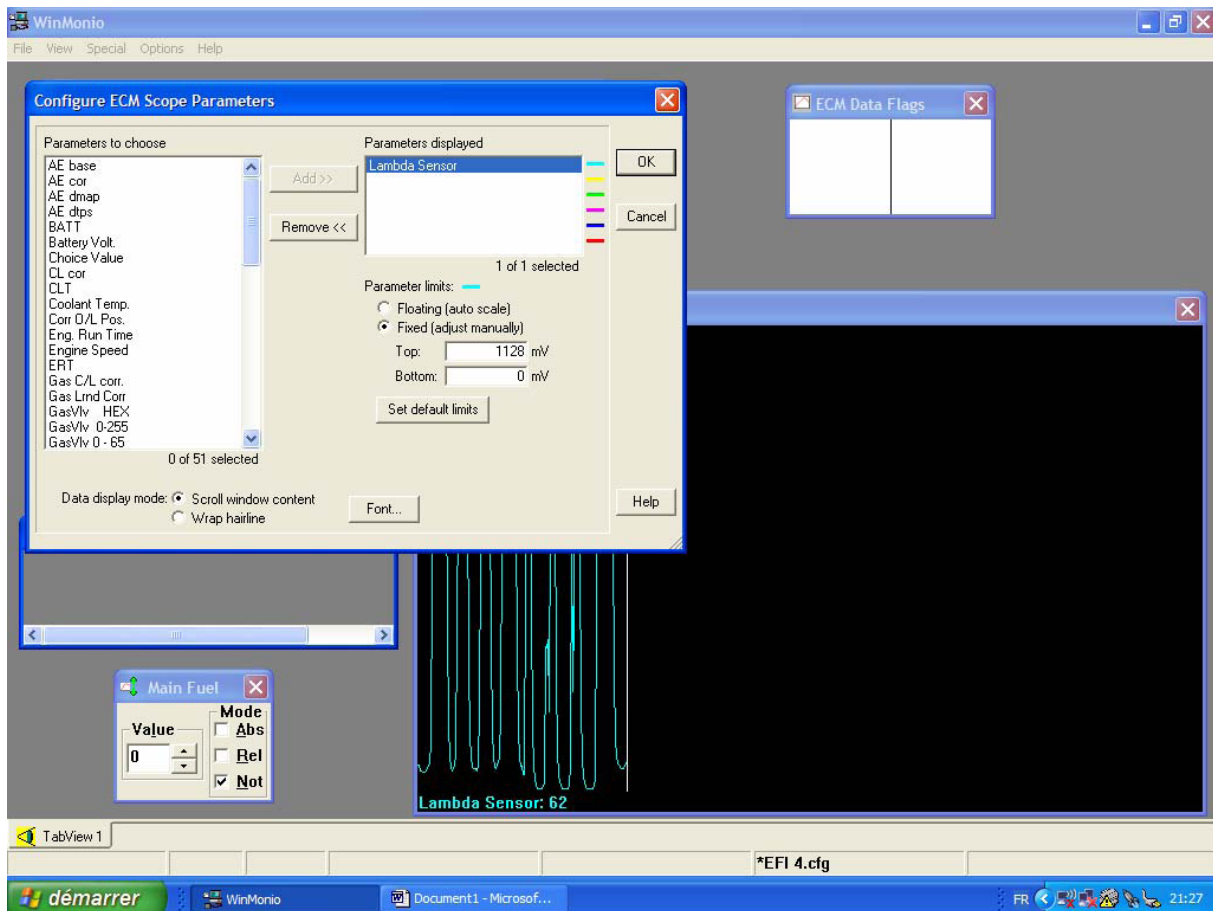 WinMonio
File View Special Options Help
Configure ECM Scope Parameters
Parameters to choose
AE base
AE cor
AE dmap
AE dtps
BATT
Battery Volt.
Choice Value
CL cor
CLT
Coolant Temp.
Corr O/L Pos.
Eng. Run Time
Engine Speed
ERT
Gas C/L corr.
Gas Lrnd Corr
GasVlv HEX
GasVlv 0-255
GasVlv 0 - 65
0 of 51 selected
Add >>
Remove <<
Parameters displayed
Lambda Sensor
1 of 1 selected
Parameter limits:
Floating (auto scale)
Fixed (adjust manually)
Top: 1128 mV
Bottom: 0 mV
Set default limits
OK
Cancel
Help
Data display mode: Scroll window content
Wrap hairline
Font...
ECM Data Flags
Main Fuel
Value
0
Mode
Abs
Rel
Not
Lambda Sensor: 62
TabView 1
*EFI 4.cfg
démarrer
WinMonio
Document1 - Microsof...
FR
21:27